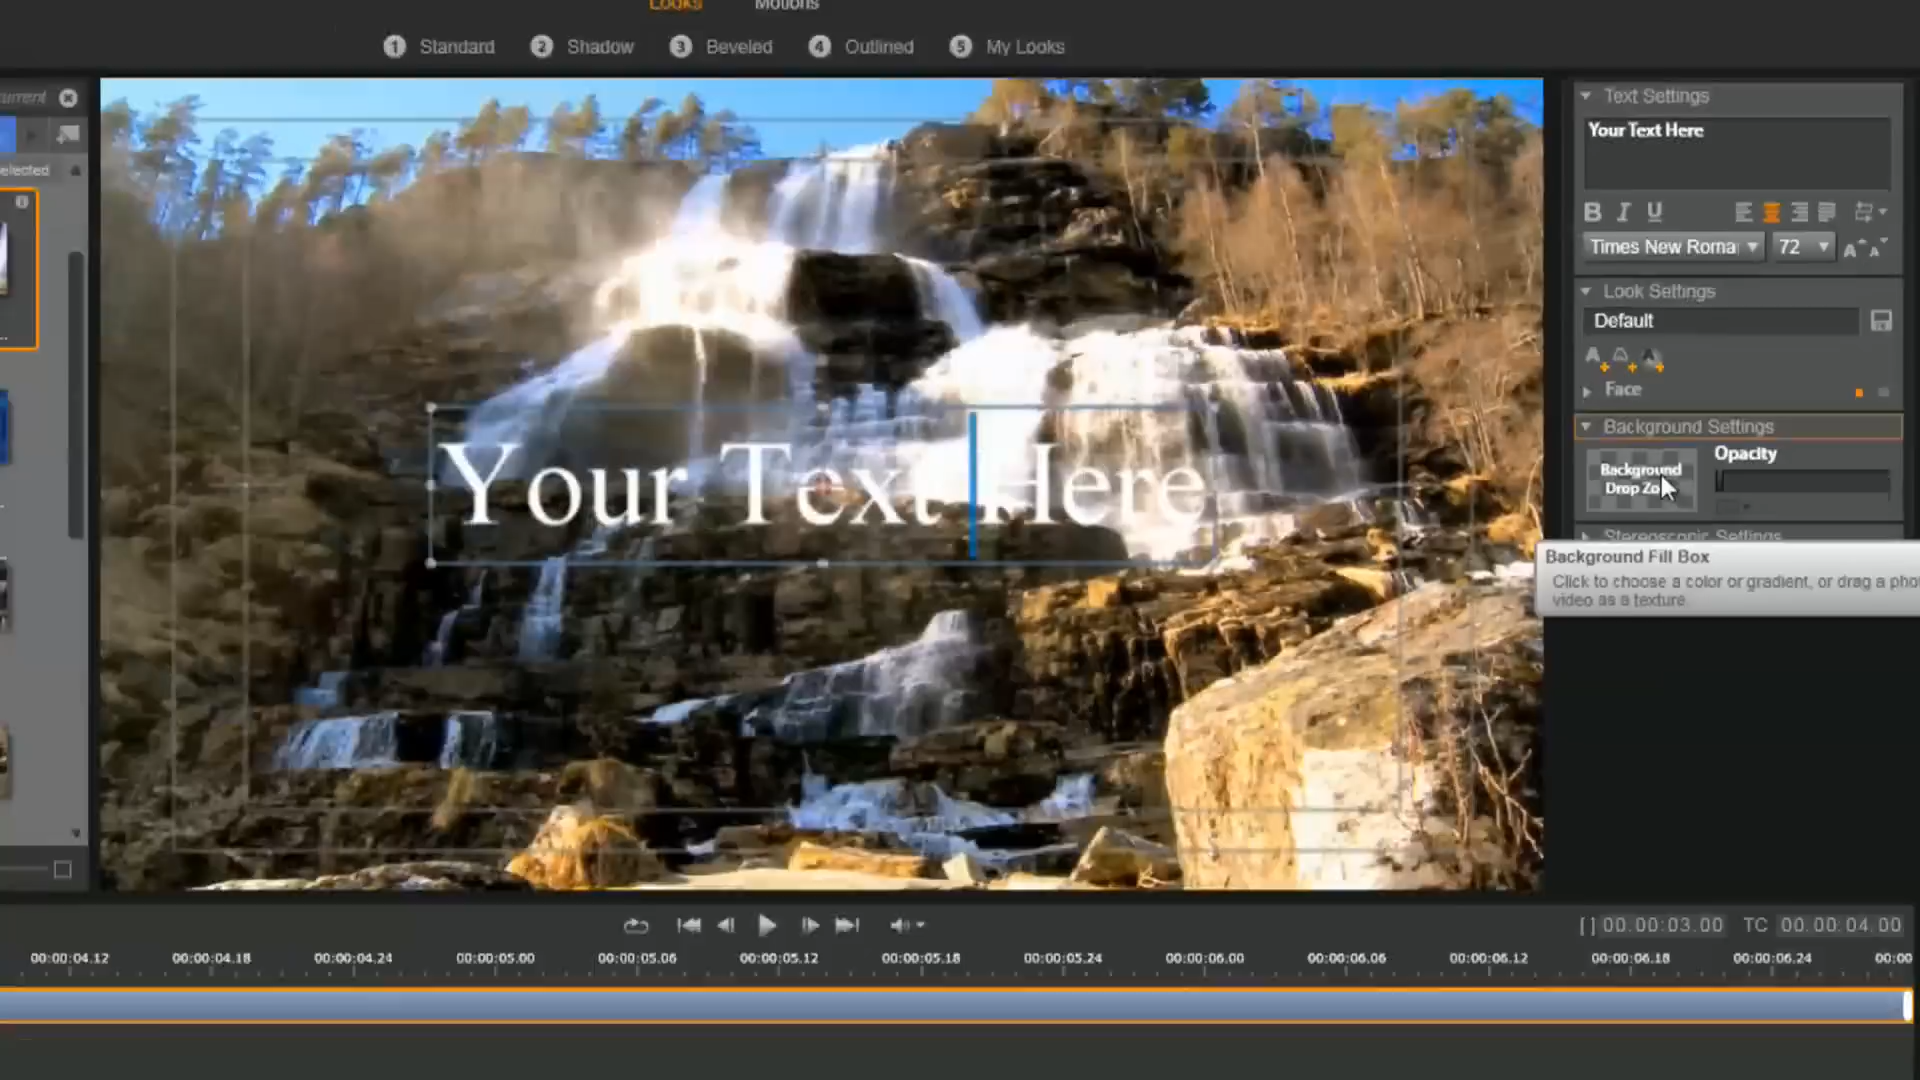 Looks Motions
1 Standard 2 Shadow 3 Beveled 4 Outlined 5 My Looks
Text Settings
Your Text Here
B I U
Times New Roma 72
Look Settings
Default
Face
Background Settings
Background
Drop Zo
Opacity
Stereoscopic Settings
Background Fill Box
Click to choose a color or gradient, or drag a pho
video as a texture.
Your Text Here
[ ] 00:00:03.00 TC 00:00:04.00
00:00:04.12 00:00:04.18 00:00:04.24 00:00:05.00 00:00:05.06 00:00:05.12 00:00:05.18 00:00:05.24 00:00:06.00 00:00:06.06 00:00:06.12 00:00:06.18 00:00:06.24 00:00